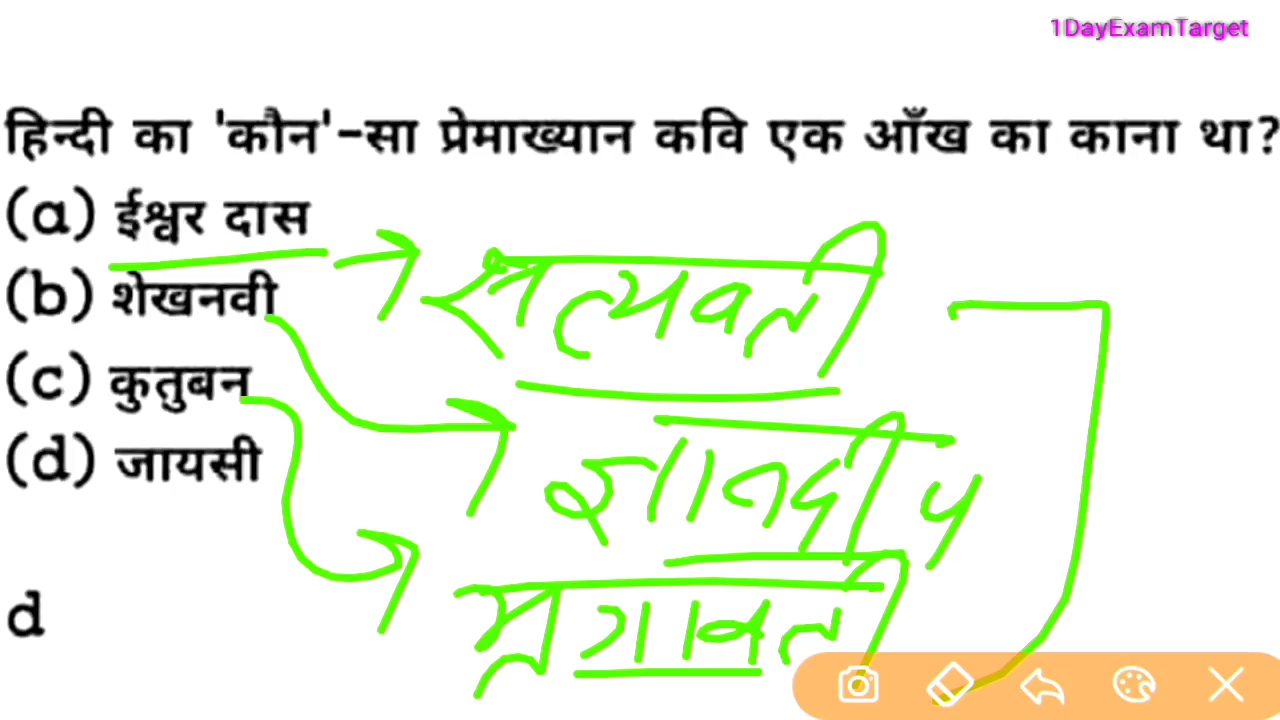 1DayExamTarget
हिन्दी का 'कौन'-सा प्रेमाख्यान कवि एक आँख का काना था?
(a) ईश्वर दास
सत्यवती
(b) शेखनवी
(c) कुतुबन
ज्ञानदीप
(d) जायसी
मृगावती
d